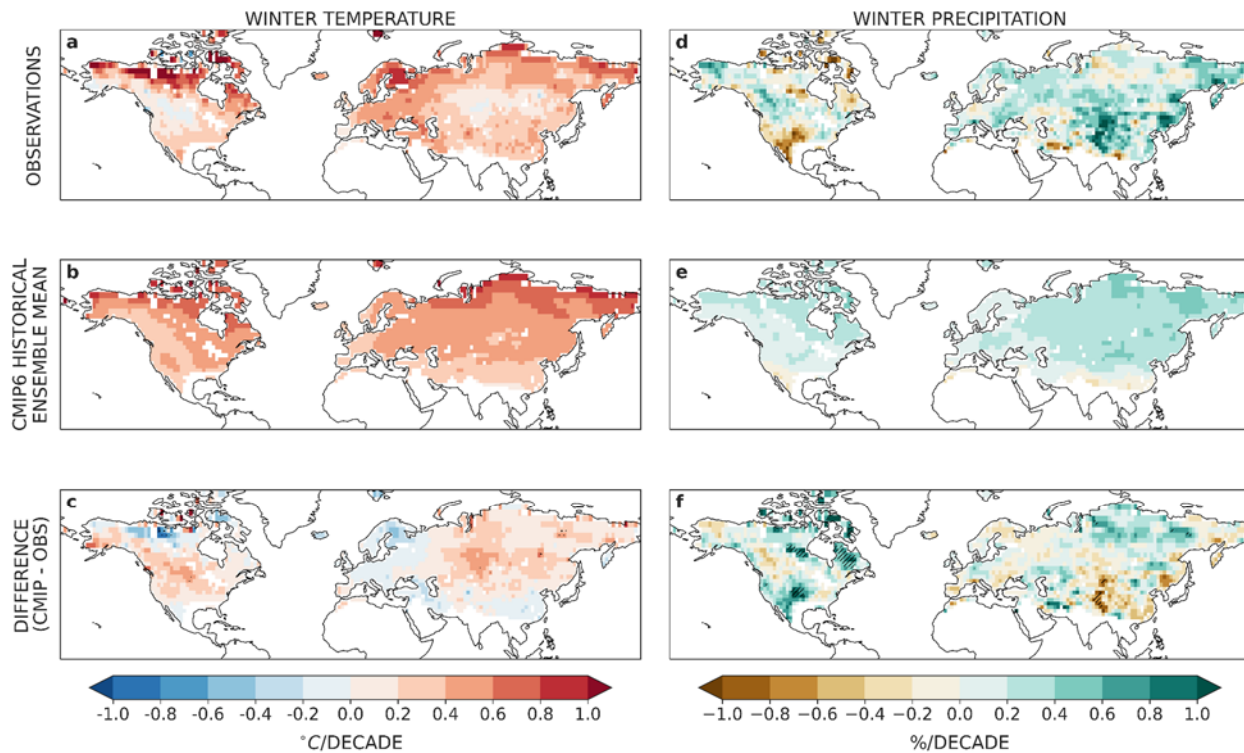 WINTER TEMPERATURE
WINTER PRECIPITATION
OBSERVATIONS
a
d
CMIP6 HISTORICAL
ENSEMBLE MEAN
b
e
DIFFERENCE
(CMIP - OBS)
c
f
-1.0 -0.8 -0.6 -0.4 -0.2 0.0 0.2 0.4 0.6 0.8 1.0
°C/DECADE
−1.0 −0.8 −0.6 −0.4 −0.2 0.0 0.2 0.4 0.6 0.8 1.0
%/DECADE